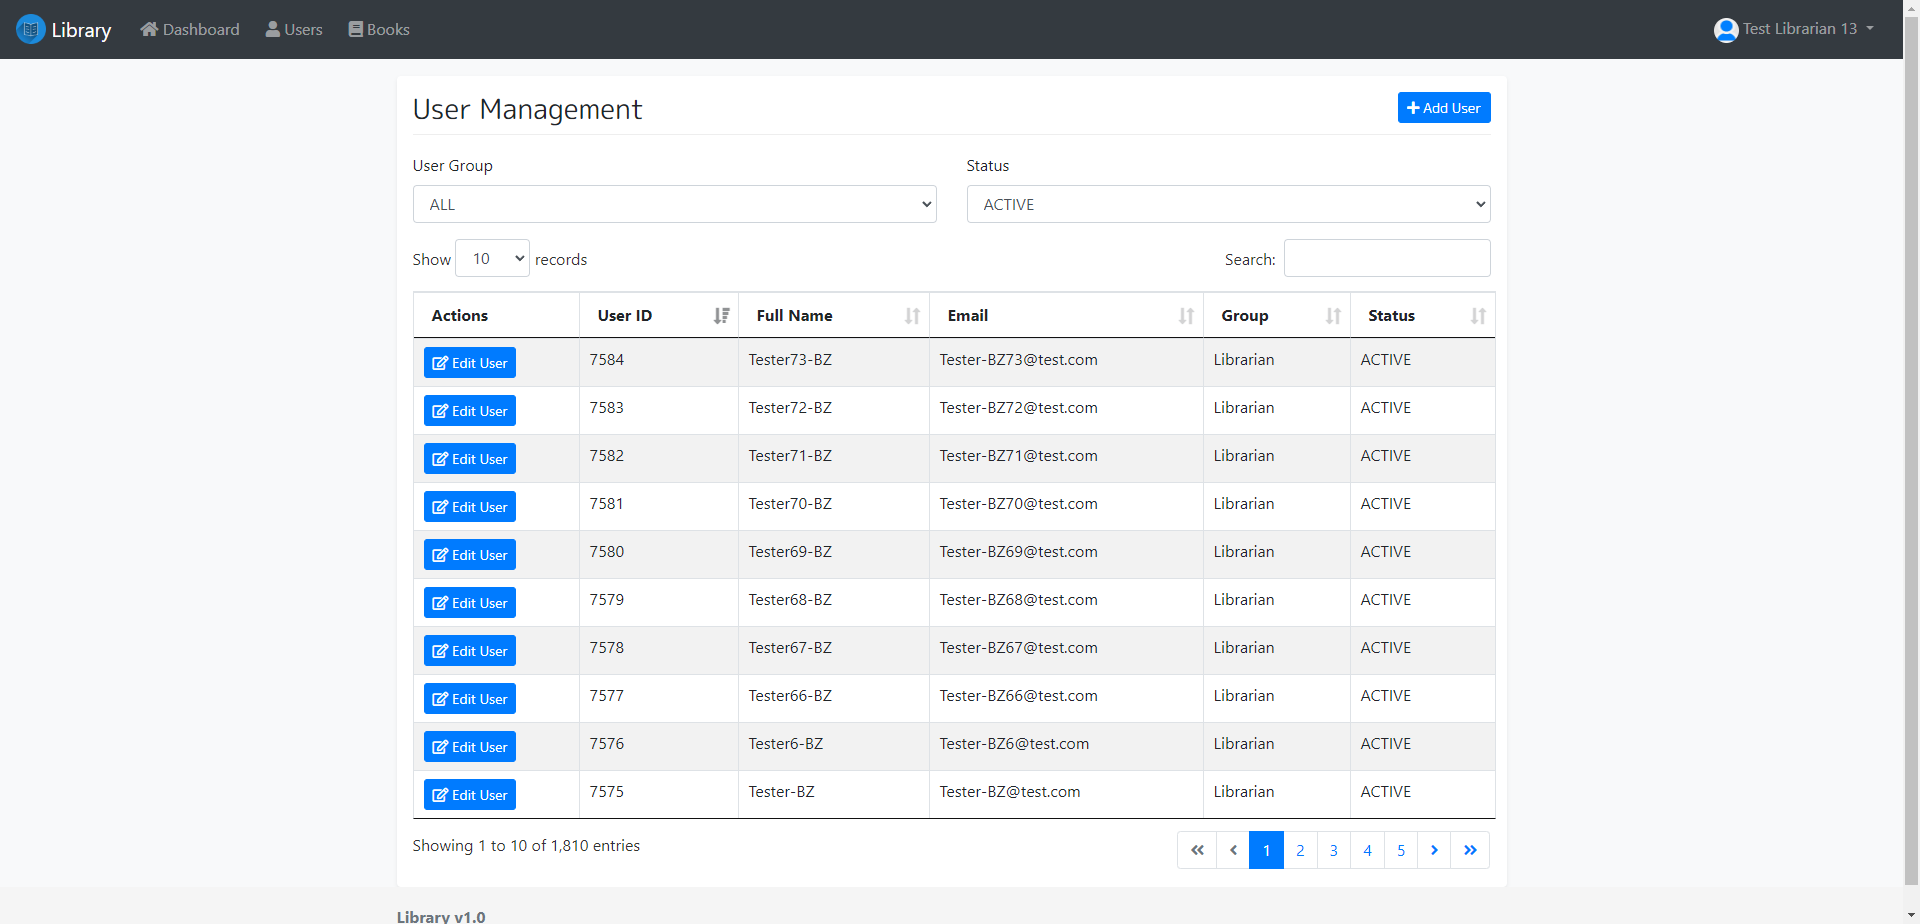 Library Dashboard Users Books Test Librarian 13
User Management Add User
User Group Status
ALL ACTIVE
Show 10 records Search:
Actions User ID Full Name Email Group Status
Edit User 7584 Tester73-BZ Tester-BZ73@test.com Librarian ACTIVE
Edit User 7583 Tester72-BZ Tester-BZ72@test.com Librarian ACTIVE
Edit User 7582 Tester71-BZ Tester-BZ71@test.com Librarian ACTIVE
Edit User 7581 Tester70-BZ Tester-BZ70@test.com Librarian ACTIVE
Edit User 7580 Tester69-BZ Tester-BZ69@test.com Librarian ACTIVE
Edit User 7579 Tester68-BZ Tester-BZ68@test.com Librarian ACTIVE
Edit User 7578 Tester67-BZ Tester-BZ67@test.com Librarian ACTIVE
Edit User 7577 Tester66-BZ Tester-BZ66@test.com Librarian ACTIVE
Edit User 7576 Tester6-BZ Tester-BZ6@test.com Librarian ACTIVE
Edit User 7575 Tester-BZ Tester-BZ@test.com Librarian ACTIVE
Showing 1 to 10 of 1,810 entries « ‹ 1 2 3 4 5 › »
Library v1.0